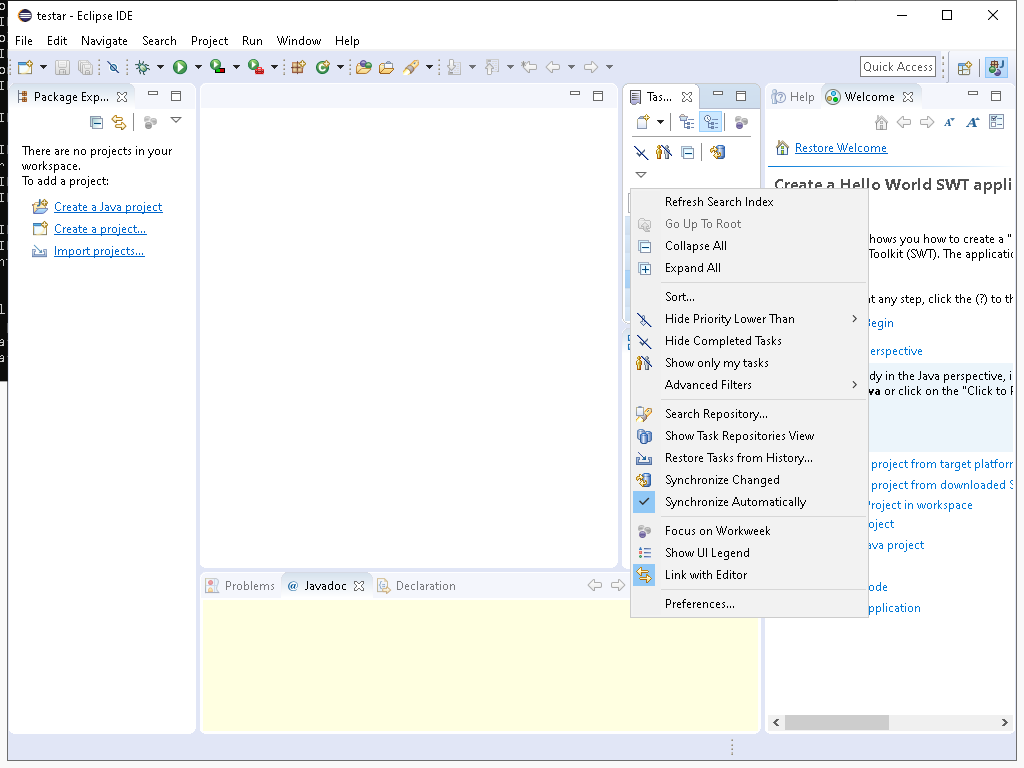 testar - Eclipse IDE
File Edit Navigate Search Project Run Window Help
Quick Access
Package Exp...
There are no projects in your
workspace.
To add a project:
Create a Java project
Create a project...
Import projects...
Tas...
Refresh Search Index
Go Up To Root
Collapse All
Expand All
Sort...
Hide Priority Lower Than
Hide Completed Tasks
Show only my tasks
Advanced Filters
Search Repository...
Show Task Repositories View
Restore Tasks from History...
Synchronize Changed
Synchronize Automatically
Focus on Workweek
Show UI Legend
Link with Editor
Preferences...
Help Welcome
Restore Welcome
Create a Hello World SWT appli
hows you how to create a "
Toolkit (SWT). The applicatio
t any step, click the (?) to th
Begin
erspective
dy in the Java perspective, i
va or click on the "Click to P
project from target platform
project from downloaded S
Project in workspace
oject
ava project
ode
pplication
Problems @ Javadoc Declaration